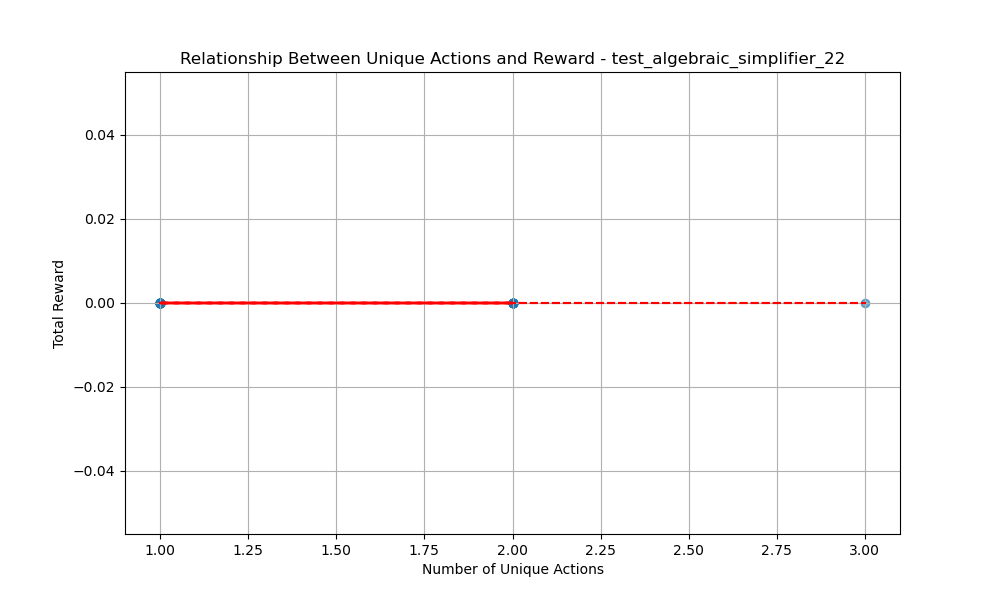 Relationship Between Unique Actions and Reward - test_algebraic_simplifier_22
0.04
0.02
0.00
−0.02
−0.04
Total Reward
1.00 1.25 1.50 1.75 2.00 2.25 2.50 2.75 3.00
Number of Unique Actions